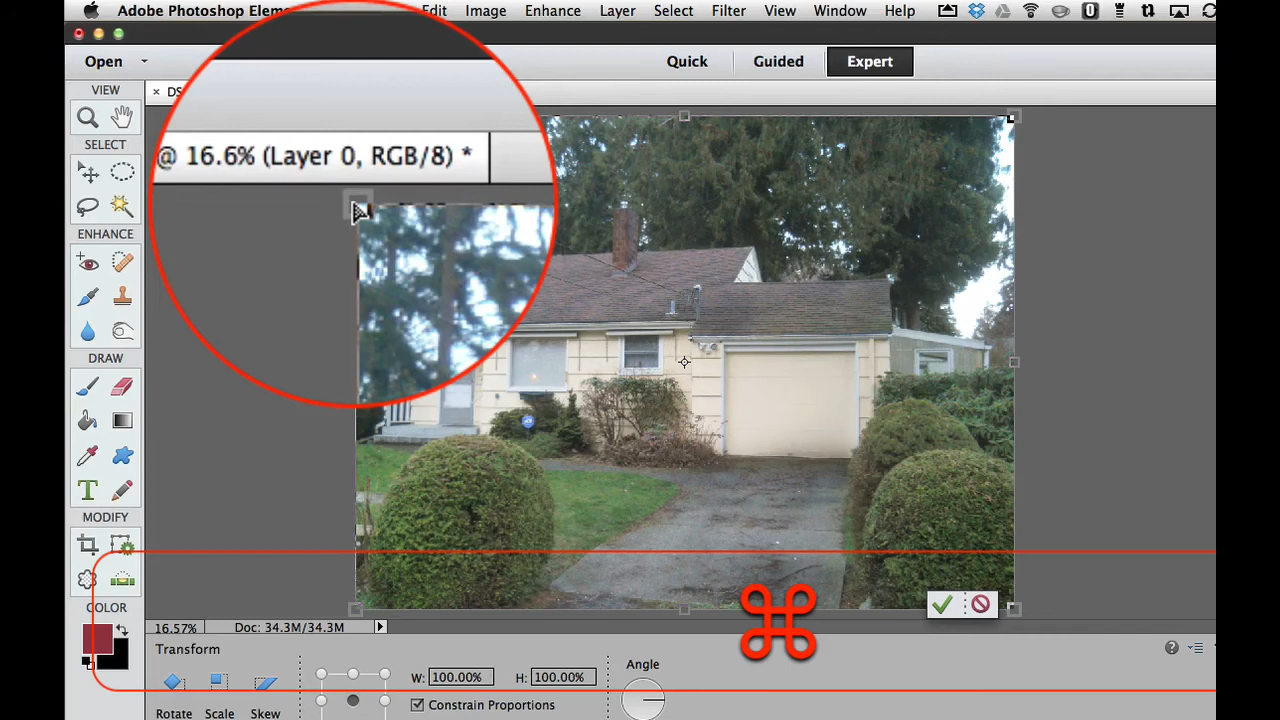 Adobe Photoshop Elem Edit Image Enhance Layer Select Filter View Window Help
Open Quick Guided Expert
VIEW
× DS
@ 16.6% (Layer 0, RGB/8) *
SELECT
ENHANCE
DRAW
T
MODIFY
COLOR
16.57% Doc: 34.3M/34.3M
Transform
Angle
W: 100.00% H: 100.00%
Constrain Proportions
Rotate Scale Skew